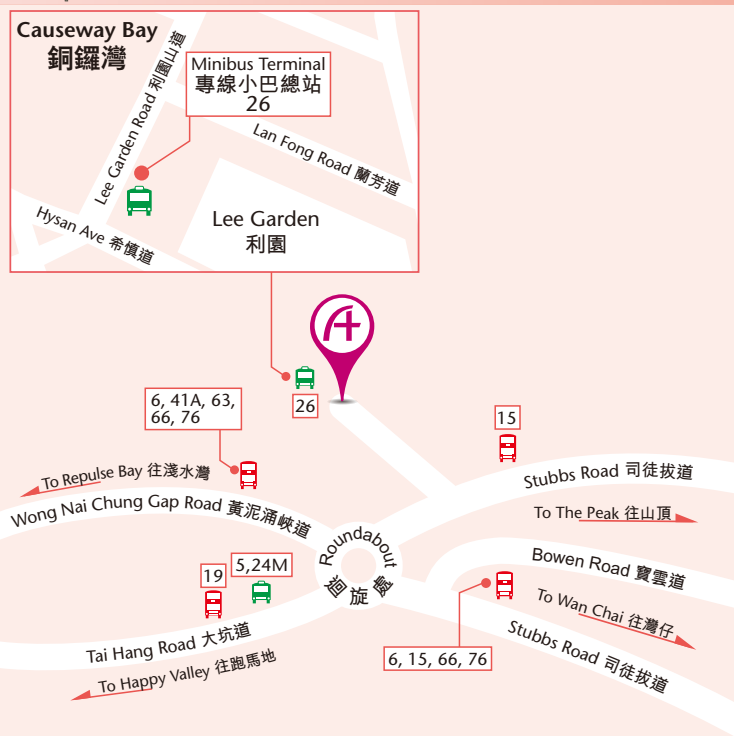 Causeway Bay
銅鑼灣
Minibus Terminal
專線小巴總站
26
Lee Garden Road 利園山道
Lan Fong Road 蘭芳道
Hysan Ave 希慎道
Lee Garden
利園
26
6, 41A, 63,
66, 76
15
To Repulse Bay 往淺水灣
Wong Nai Chung Gap Road 黃泥涌峽道
Stubbs Road 司徒拔道
To The Peak 往山頂
Roundabout
迴旋處
Bowen Road 寶雲道
19
5,24M
To Wan Chai 往灣仔
Stubbs Road 司徒拔道
6, 15, 66, 76
Tai Hang Road 大坑道
To Happy Valley 往跑馬地